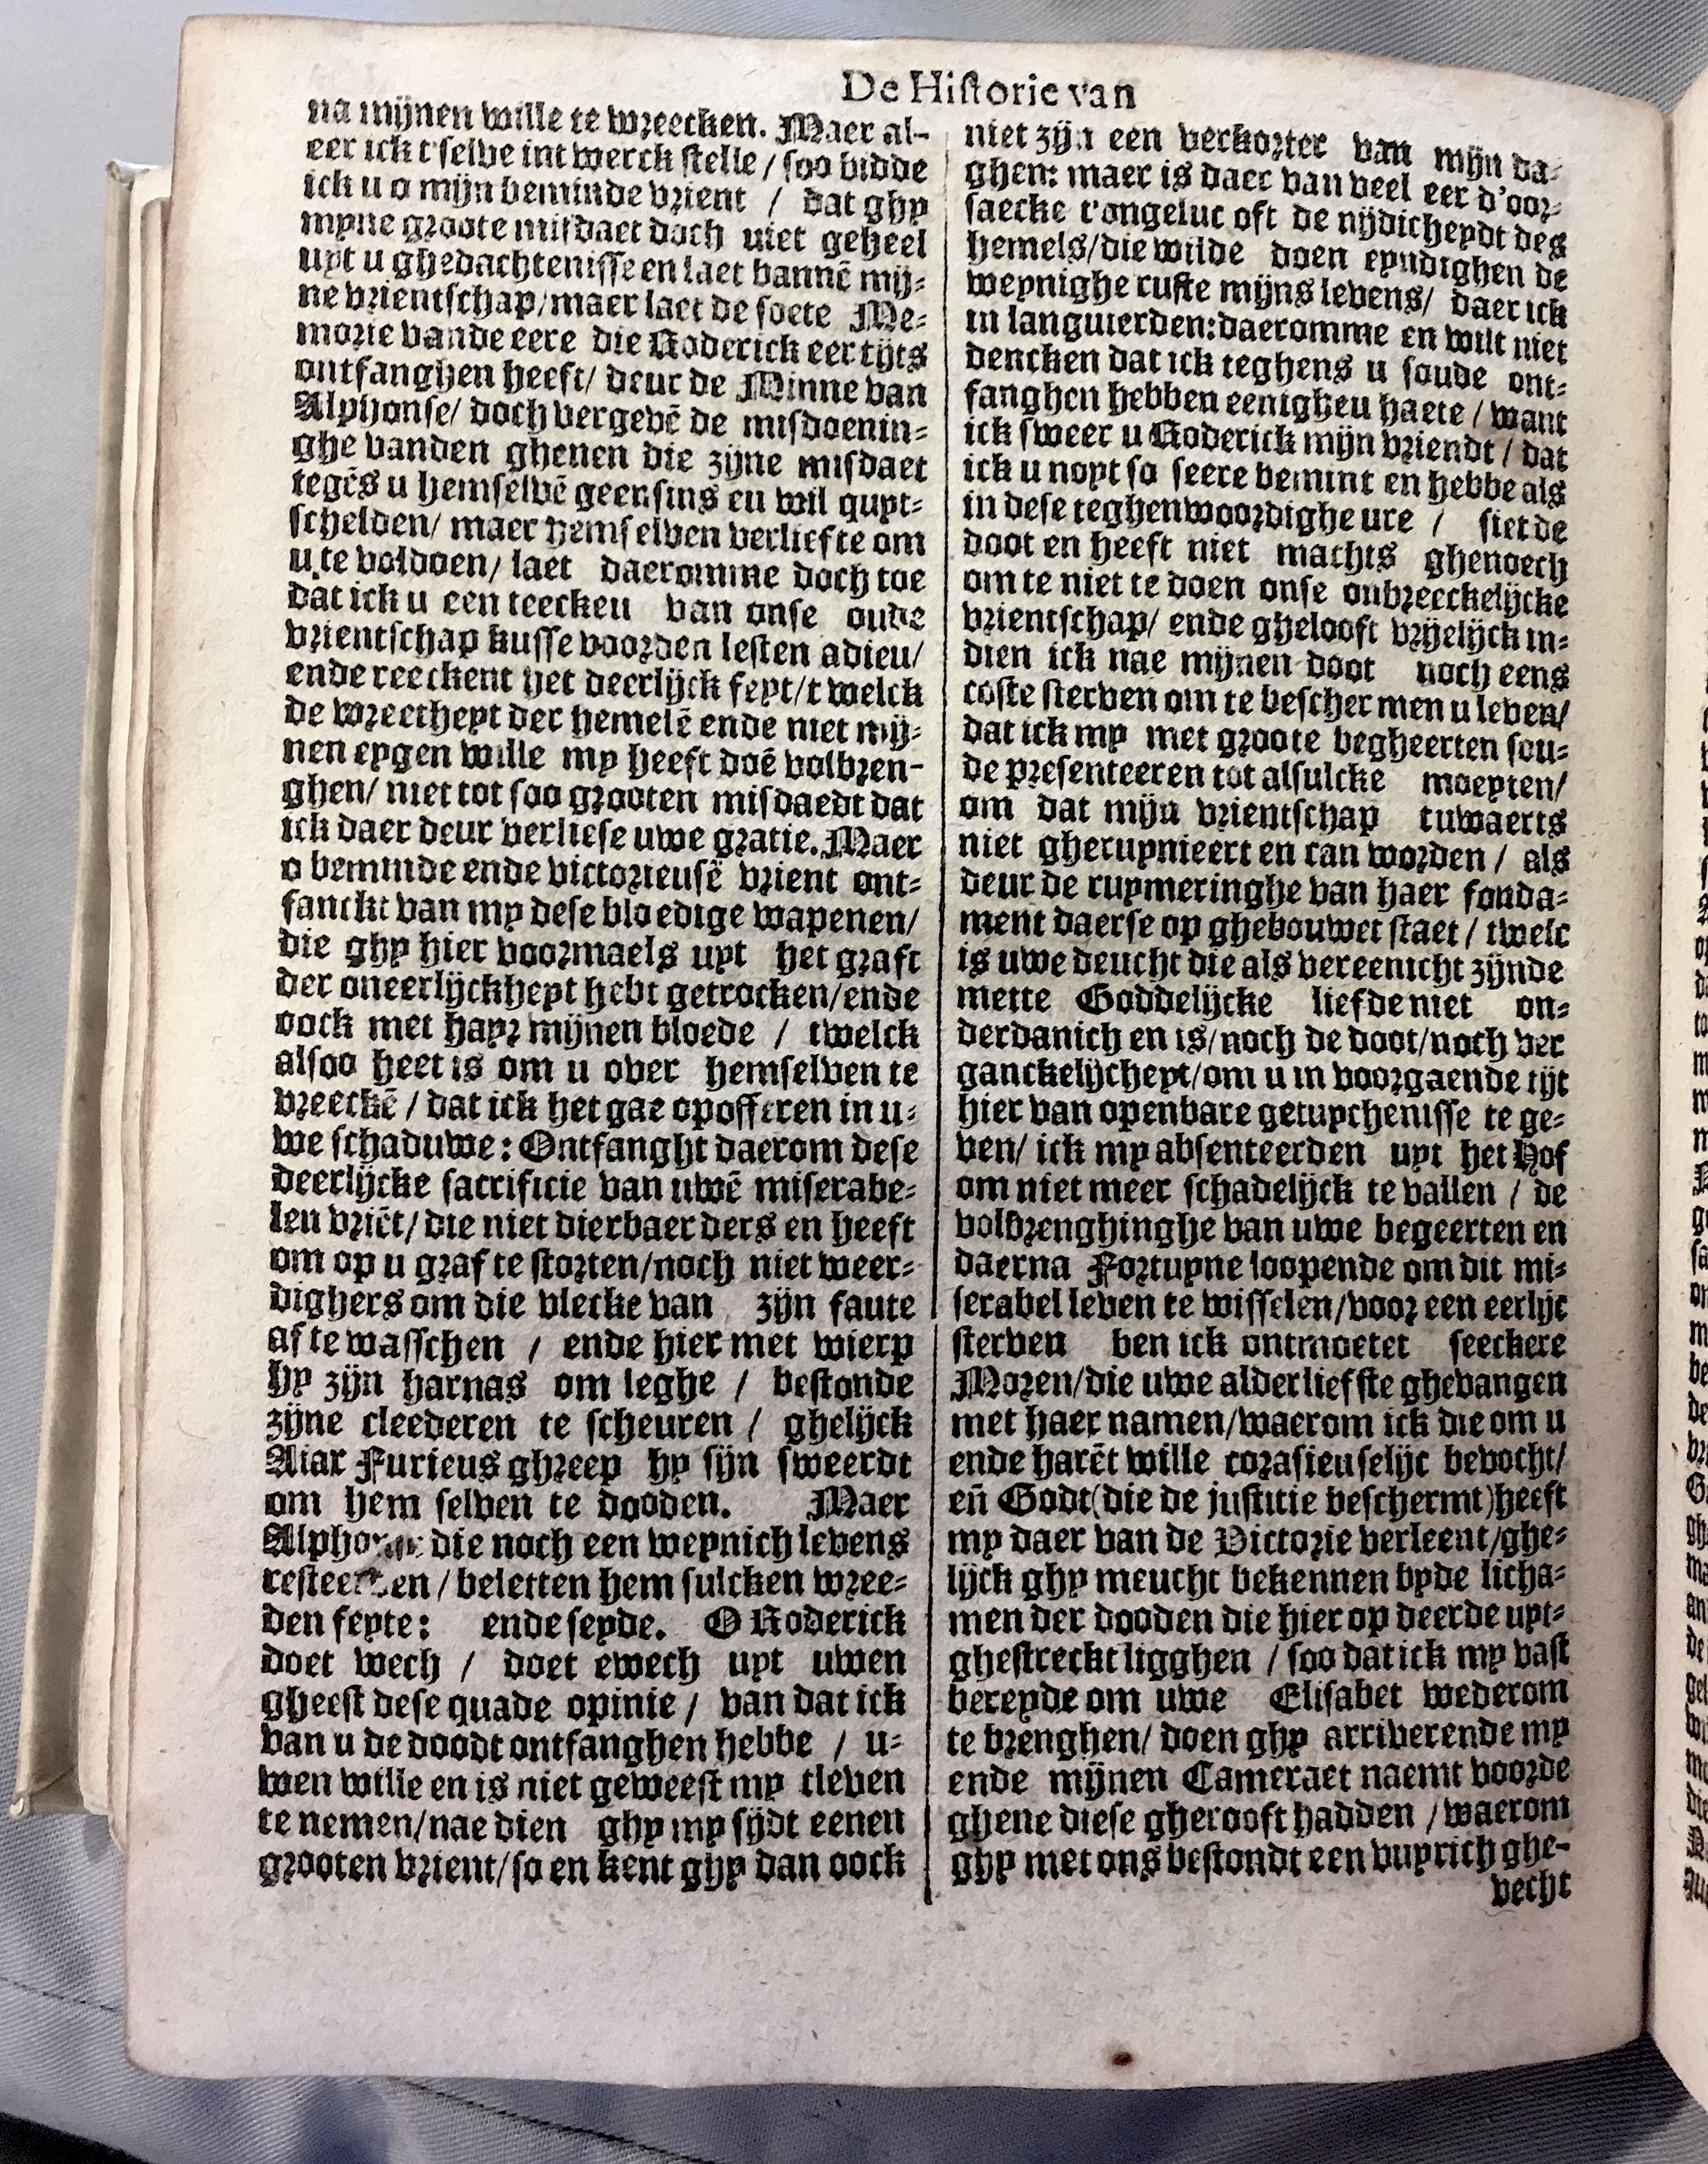 De Historie van
na mijnen wille te wreecken. Maer al-
eer ick t'selve int werck stelle / soo bidde
ick u o mijn beminde vrient / dat ghy
myne groote misdaet doch niet geheel
uyt u ghedachtenisse en laet bannē mij-
ne vrientschap/maer laet de soete Me-
morie vande eere die Roderick eertijts
ontfanghen heeft/ deur de Minne van
Alphonse/ doch vergevē de misdoenin-
ghe vanden ghenen die zijne misdaet
tegēs u hemselvē geensins en wil quyt-
schelden/ maer hemselven verliefte om
u te voldoen/ laet daeromme doch toe
dat ick u een teecken van onse oude
vrientschap kusse voorden lesten adieu/
ende reeckent het deerlijck feyt/t welck
de wreetheyt der hemelē ende niet mij-
nen eygen wille my heeft doē volbren-
ghen/ niet tot soo grooten misdaedt dat
ick daer deur verliese uwe gratie. Maer
o beminde ende victorieusē vrient ont-
fanckt van my dese bloedige wapenen/
die ghy hier voormaels uyt het graft
der oneerlijckheyt hebt getrocken/ende
oock met hayr mijnen bloede / twelck
alsoo heet is om u over hemselven te
vreeckē / dat ick het gae opofferen in u-
we schaduwe: Ontfanght daerom dese
deerlijcke sacrificie van uwē miserabe-
len vriēt/ die niet dierbaerders en heeft
om op u graf te storten/noch niet weer-
dighers om die vlecke van zijn faute
af te wasschen / ende hier met wierp
hy zijn harnas om leghe / bestonde
zijne cleederen te scheuren / ghelijck
Aiax Furieus ghreep hy sijn sweerdt
om hem selven te dooden. Maer
die noch een weynich levens
/ beletten hem sulcken wree-
den feyte: ende seyde. O Roderick
doet wech / doet ewech uyt uwen
gheest dese quade opinie / van dat ick
van u de doodt ontfanghen hebbe / u-
wen wille en is niet geweest my tleven
te nemen/nae dien ghy my sijdt eenen
grooten vrient/so en kent ghy dan oock
niet zijn een verkorter van mijn da-
ghen: maer is daer van veel eer d'oor-
saecke t'ongeluc oft de nijdicheydt des
hemels/die wilde doen eyndighen de
weynighe ruste mijns levens/ daer ick
in languierden:daeromme en wilt niet
dencken dat ick teghens u soude ont-
fanghen hebben eenigheu haete / want
ick sweer u Roderick mijn vriendt / dat
ick u noyt so seere bemint en hebbe als
in dese teghenwoordighe ure / siet de
doot en heeft niet machts ghenoech
om te niet te doen onse onbreeckelijcke
vrientschap/ ende ghelooft vrijelijck in-
dien ick nae mijnen doot noch eens
coste sterven om te beschermen u leven/
dat ick my met groote begheerten sou-
de presenteeren tot alsulcke moeyten/
om dat mijn vrientschap tuwaerts
niet gheruynieert en can worden / als
deur de ruymeringhe van haer fonda-
ment daerse op ghebouwet staet / twelc
is uwe deucht die als vereenicht zijnde
mette Goddelijcke liefde niet on-
derdanich en is/noch de doot/noch ver
ganckelijcheyt/om u in voorgaende tijt
hier van openbare getuychenisse te ge-
ven/ ick my absenteerden uyt het Hof
om niet meer schadelijck te vallen / de
volbrenghinghe van uwe begeerten en
daerna Fortuyne loopende om dit mi-
serabel leven te wisselen/voor een eerlijc
sterven ben ick ontmoetet seeckere
Moren/die uwe alderliefste ghevangen
met haer namen/waerom ick die om u
ende harēt wille corasieuselijc bevocht/
eñ Godt(die de justitie beschermt)heeft
my daer van de Victorie verleent/ghe-
lijck ghy meucht bekennen byde licha-
men der dooden die hier op deerde uyt-
ghestreckt ligghen / soo dat ick my vast
bereyde om uwe Elisabet wederom
te brenghen/ doen ghy arriverende my
ende mijnen Cameraet naemt voorde
ghene diese gherooft hadden / waerom
ghy met ons bestondt een vuyrich ghe-
vecht